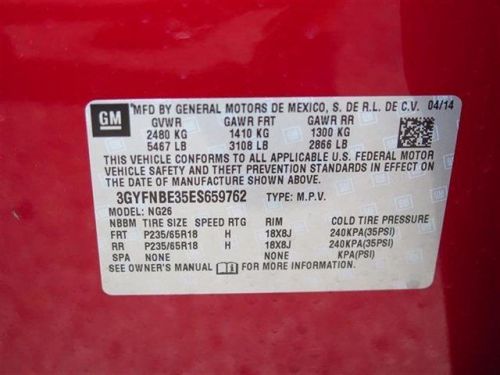 GM MFD BY GENERAL MOTORS DE MEXICO, S. DE R.L. DE C.V. 04/14
GVWR GAWR FRT GAWR RR
2480 KG 1410 KG 1300 KG
5467 LB 3108 LB 2866 LB
THIS VEHICLE CONFORMS TO ALL APPLICABLE U.S. FEDERAL MOTOR
VEHICLE SAFETY AND THEFT PREVENTION STANDARDS IN EFFECT ON
THE DATE OF MANUFACTURE SHOWN ABOVE.
3GYFNBE35ES659762 TYPE: M.P.V.
MODEL: NG26
NBBM TIRE SIZE SPEED RTG RIM COLD TIRE PRESSURE
FRT P235/65R18 H 18X8J 240KPA(35PSI)
RR P235/65R18 H 18X8J 240KPA(35PSI)
SPA NONE NONE KPA(PSI)
SEE OWNER'S MANUAL FOR MORE INFORMATION.